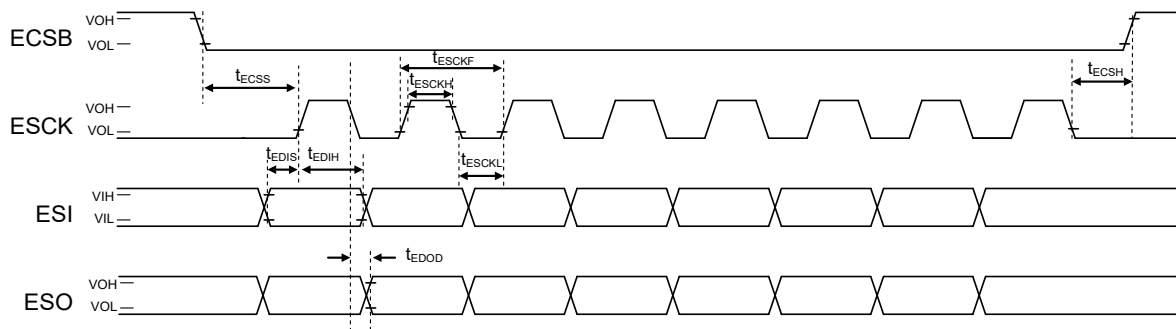 VOH
ECSB
VOL
tECSS
tESCKF
tESCKH
tECSH
VOH
ESCK
VOL
tEDIS
tEDIH
tESCKL
VIH
ESI
VIL
tEDOD
VOH
ESO
VOL